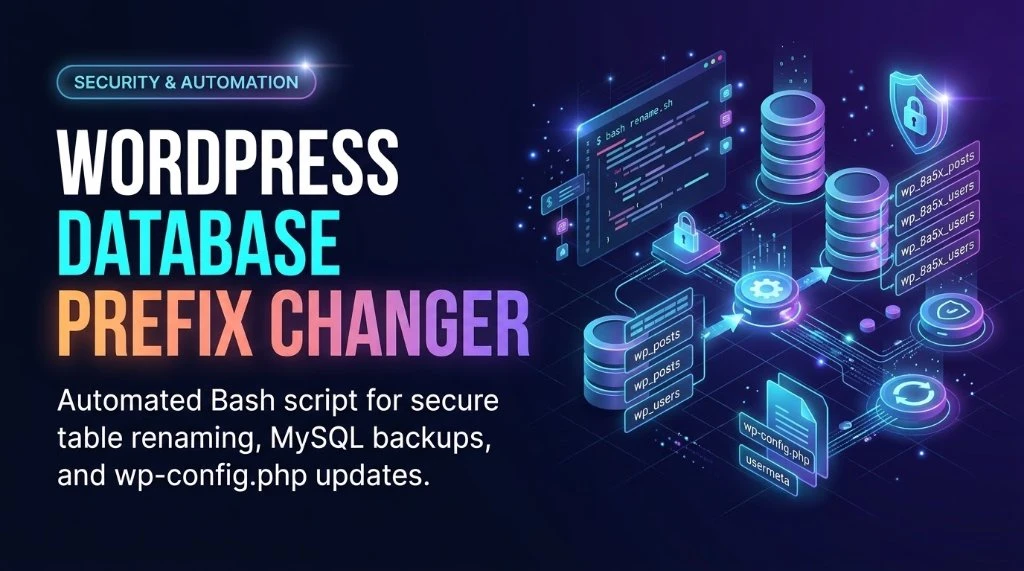 SECURITY & AUTOMATION
WORDPRESS
DATABASE
PREFIX CHANGER
Automated Bash script for secure
table renaming, MySQL backups,
and wp-config.php updates.
$ bash rename.sh
wp_8a5x_posts
wp_8a5x_users
wp_8a5x_users
wp_8a5x_users
wp_posts
wp_posts
wp_users
wp-config.php
usermeta